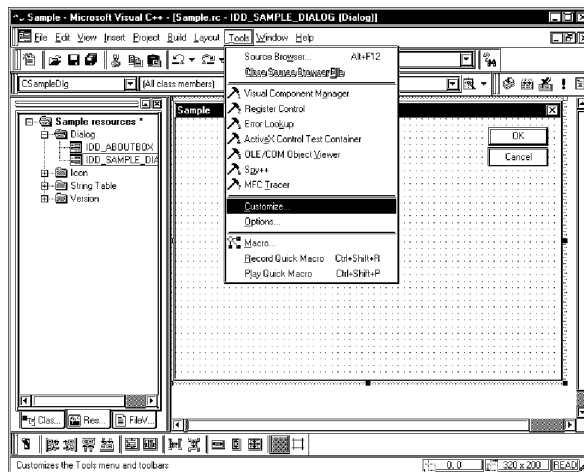 Sample - Microsoft Visual C++ - [Sample.rc - IDD_SAMPLE_DIALOG (Dialog)]
File Edit View Insert Project Build Layout Tools Window Help
CSampleDlg
(All class members)
Sample resources *
Dialog
IDD_ABOUTBOX
IDD_SAMPLE_DIA
Icon
String Table
Version
Source Browser... Alt+F12
Close Source Browser File
Visual Component Manager
Register Control
Error Lookup
ActiveX Control Test Container
OLE/COM Object Viewer
Spy++
MFC Tracer
Customize...
Options...
Macro...
Record Quick Macro Ctrl+Shift+R
Play Quick Macro Ctrl+Shift+P
Sample
OK
Cancel
Clas... Res... FileV...
Customizes the Tools menu and toolbars
0, 0 320 x 200 READ